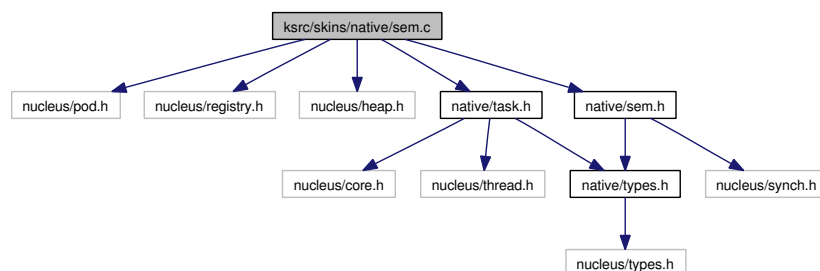 ksrc/skins/native/sem.c
nucleus/pod.h
nucleus/registry.h
nucleus/heap.h
native/task.h
native/sem.h
nucleus/core.h
nucleus/thread.h
native/types.h
nucleus/synch.h
nucleus/types.h